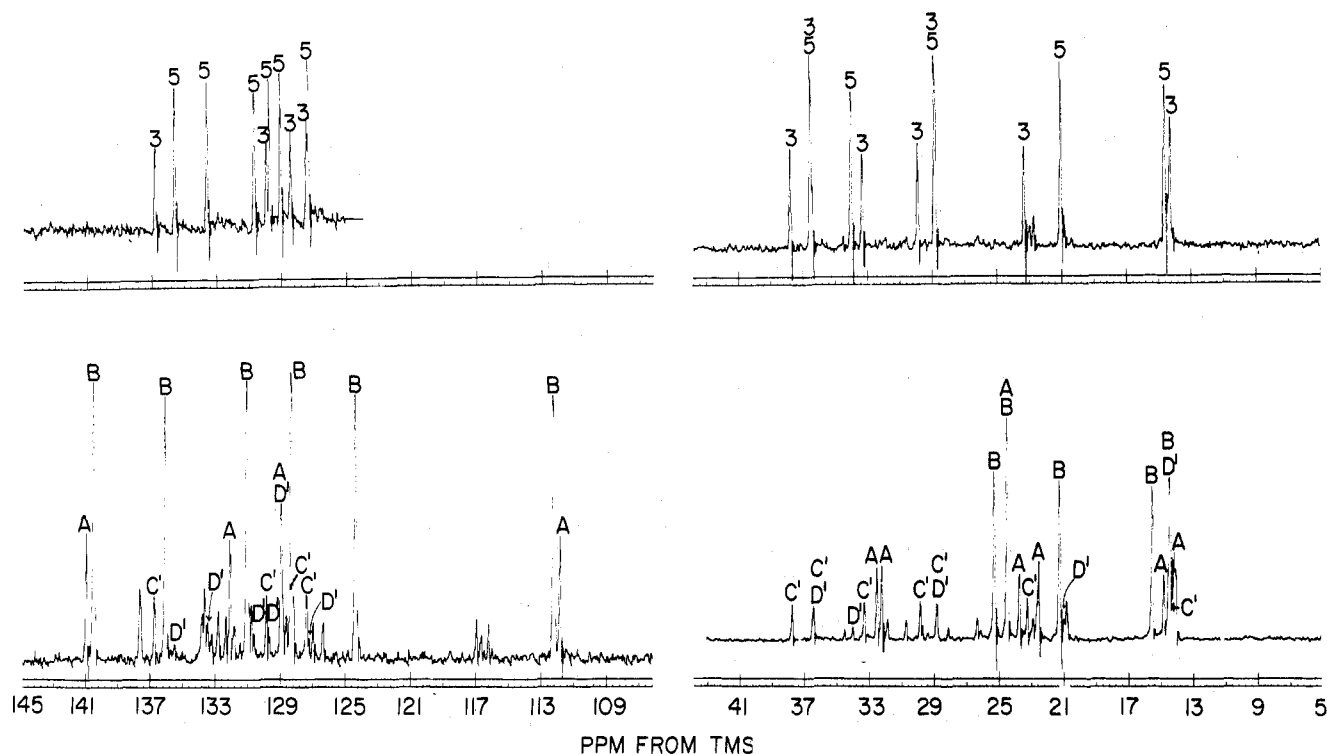 3 5 5 5 3 5 5 3 3 5
3 3 5 5 3 3 3 5 3 5 5 3
A B C' B D' D' A B D C' D A D' B C' C' D' B B A
C' C' D' D' C' A A C' C' D' B A B A C' A B D' B A B D' A C'
145 141 137 133 129 125 121 117 113 109
41 37 33 29 25 21 17 13 9 5
PPM FROM TMS